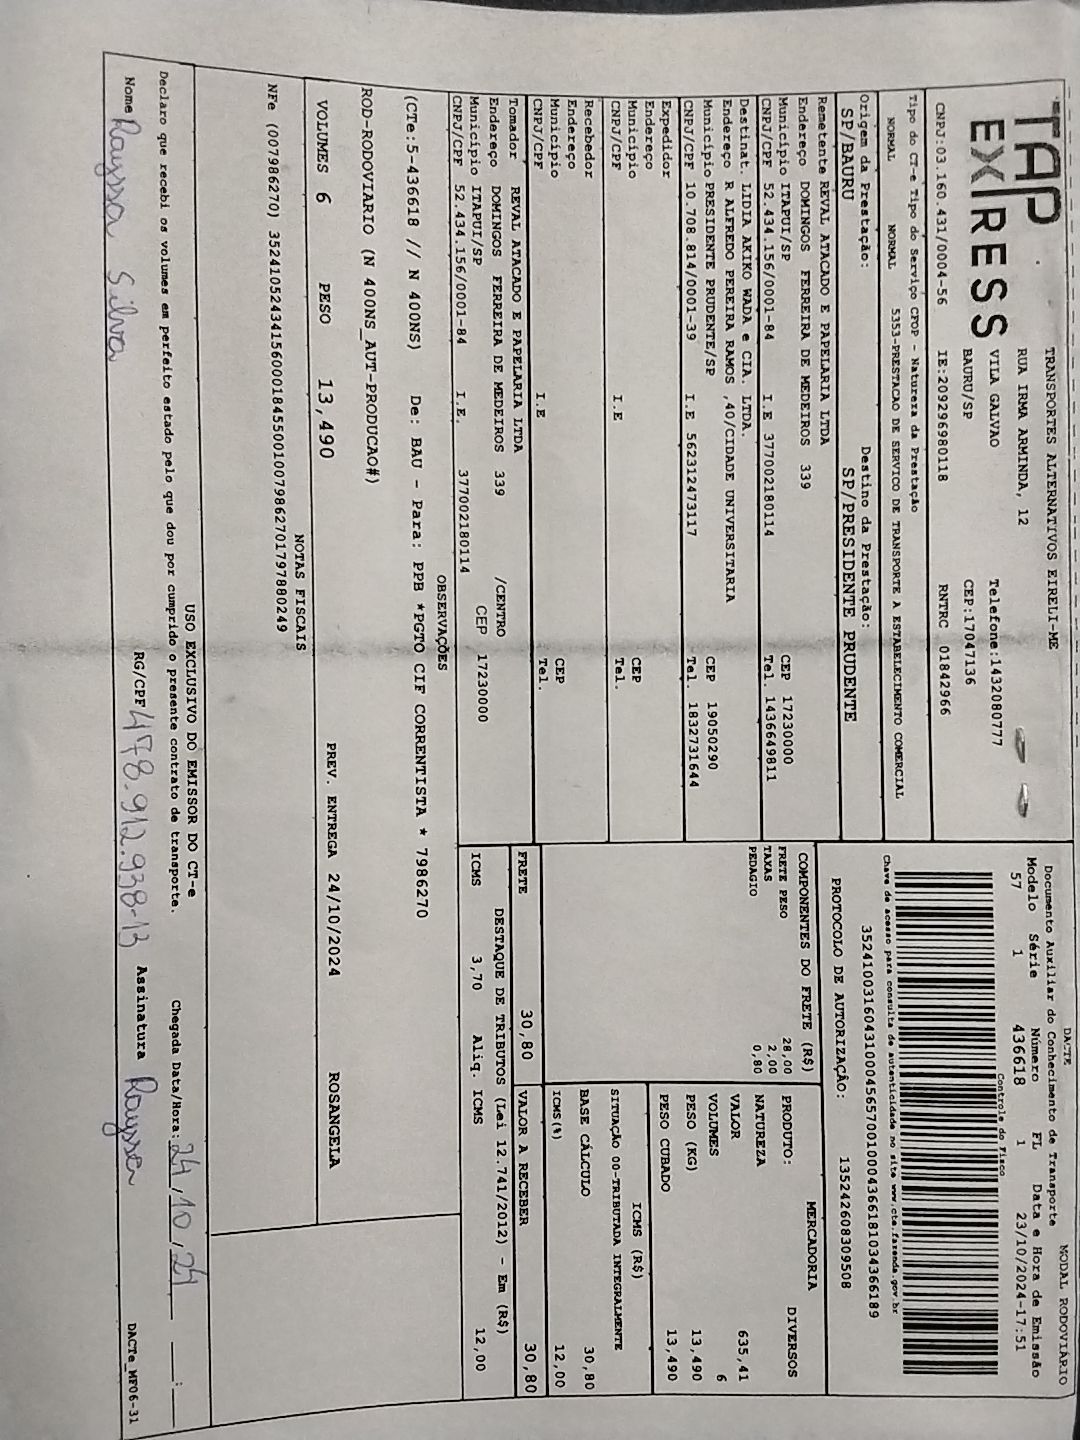 TAP
EXPRESS
TRANSPORTES ALTERNATIVOS EIRELI-ME
RUA IRMA ARMINDA, 12
VILA GALVAO Telefone:1432080777
BAURU/SP CEP:17047136
CNPJ:03.160.431/0004-56 IE:209296980118 RNTRC 01842966
DACTE MODAL RODOVIÁRIO
Documento Auxiliar do Conhecimento de Transporte
Modelo Série Número FL Data e Hora de Emissão
57 1 436618 1 23/10/2024-17:51
Controle do Fisco
Chave de acesso para consulta de autenticidade no site www.cte.fazenda.gov.br
35241003160431000456570010004366181034366189
PROTOCOLO DE AUTORIZAÇÃO: 135242608309508
Tipo do CT-e Tipo do Serviço CFOP - Natureza da Prestação
NORMAL NORMAL 5353-PRESTACAO DE SERVICO DE TRANSPORTE A ESTABELECIMENTO COMERCIAL
Origem da Prestação: Destino da Prestação:
SP/BAURU SP/PRESIDENTE PRUDENTE
Remetente REVAL ATACADO E PAPELARIA LTDA
Endereço DOMINGOS FERREIRA DE MEDEIROS 339
Município ITAPUI/SP CEP 17230000
CNPJ/CPF 52.434.156/0001-84 I.E 377002180114 Tel. 1436649811
Destinat. LIDIA AKIKO WADA e CIA. LTDA.
Endereço R ALFREDO PEREIRA RAMOS ,40/CIDADE UNIVERSITARIA
Município PRESIDENTE PRUDENTE/SP CEP 19050290
CNPJ/CPF 10.708.814/0001-39 I.E 562312473117 Tel. 1832731644
Expedidor
Endereço
Município CEP
CNPJ/CPF I.E Tel.
Recebedor
Endereço
Município CEP
CNPJ/CPF I.E Tel.
Tomador REVAL ATACADO E PAPELARIA LTDA
Endereço DOMINGOS FERREIRA DE MEDEIROS 339 /CENTRO
Município ITAPUI/SP CEP 17230000
CNPJ/CPF 52.434.156/0001-84 I.E. 377002180114
COMPONENTES DO FRETE (R$)
FRETE PESO 28,00
TAXAS 2,00
PEDAGIO 0,80
MERCADORIA
PRODUTO: DIVERSOS
NATUREZA
VALOR 635,41
VOLUMES 6
PESO (KG) 13,490
PESO CUBADO 13,490
ICMS (R$)
SITUAÇÃO 00-TRIBUTADA INTEGRALMENTE
BASE CÁLCULO 30,80
ICMS(%) 12,00
FRETE 30,80 VALOR A RECEBER 30,80
DESTAQUE DE TRIBUTOS (Lei 12.741/2012) - Em (R$)
ICMS 3,70 Aliq. ICMS 12,00
OBSERVAÇÕES
(CTe:5-436618 // N 400NS) De: BAU - Para: PPB *PGTO CIF CORRENTISTA * 7986270
ROD-RODOVIARIO (N 400NS_AUT-PRODUCAO#)
VOLUMES 6 PESO 13,490 PREV. ENTREGA 24/10/2024 ROSANGELA
NOTAS FISCAIS
NFe (007986270) 35241052434156000184550010079862701797880249
USO EXCLUSIVO DO EMISSOR DO CT-e
Declaro que recebi os volumes em perfeito estado pelo que dou por cumprido o presente contrato de transporte. Chegada Data/Hora: 24/10/24 :
Nome Rayssa Silva RG/CPF 478.912.938-13 Assinatura Rayssa DACTe_MF06-31